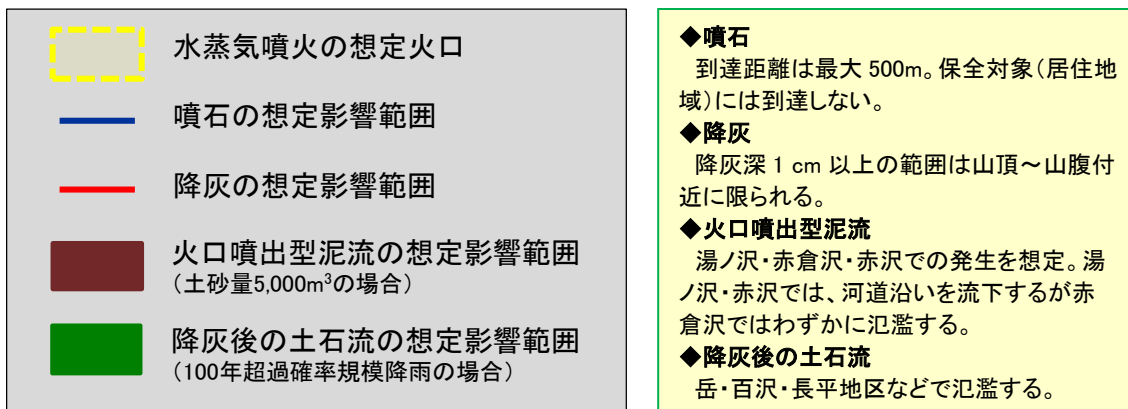 水蒸気噴火の想定火口
噴石の想定影響範囲
降灰の想定影響範囲
火口噴出型泥流の想定影響範囲
(土砂量5,000m³の場合)
降灰後の土石流の想定影響範囲
(100年超過確率規模降雨の場合)
◆噴石
到達距離は最大 500m。保全対象(居住地
域)には到達しない。
◆降灰
降灰深 1 cm 以上の範囲は山頂～山腹付
近に限られる。
◆火口噴出型泥流
湯ノ沢・赤倉沢・赤沢での発生を想定。湯
ノ沢・赤沢では、河道沿いを流下するが赤
倉沢ではわずかに氾濫する。
◆降灰後の土石流
岳・百沢・長平地区などで氾濫する。